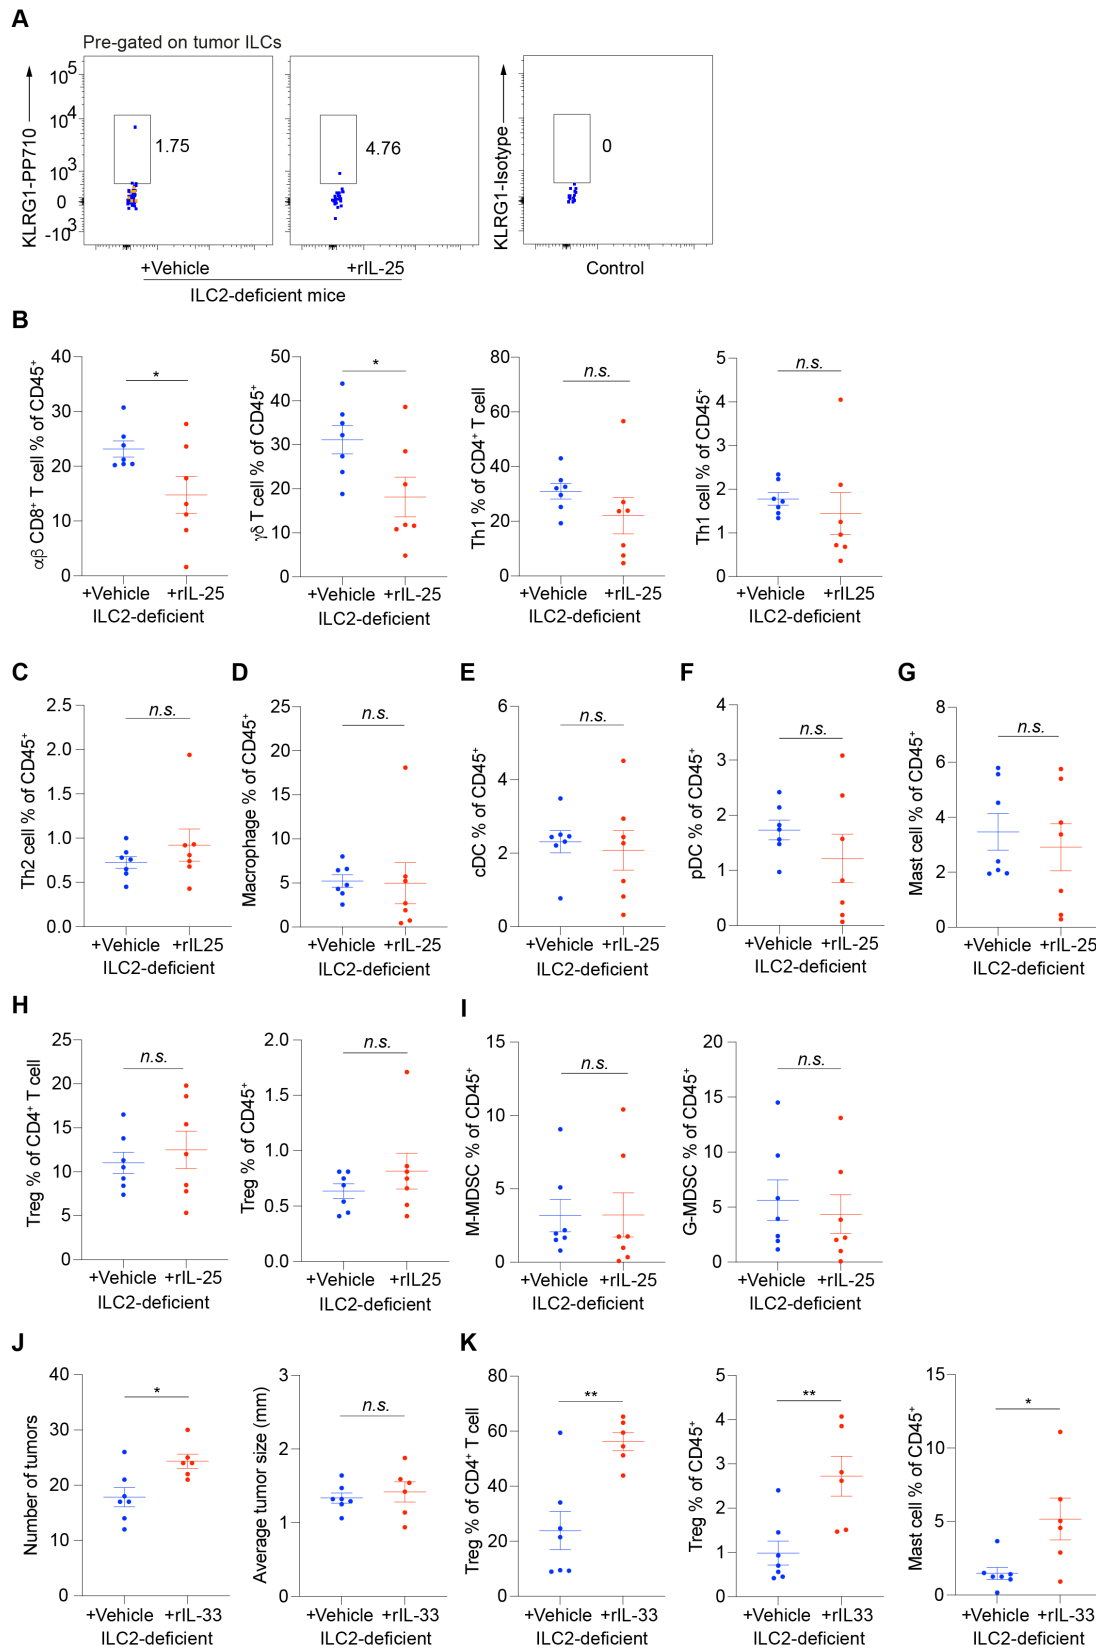 A
Pre-gated on tumor ILCs
KLRG1-PP710
10⁵
10⁴
10³
0
-10³
1.75
4.76
KLRG1-Isotype
0
+Vehicle +rIL-25 Control
ILC2-deficient mice
B
αβ CD8⁺ T cell % of CD45⁺
40
30
20
10
0
*
+Vehicle +rIL-25
ILC2-deficient
γδ T cell % of CD45⁺
50
40
30
20
10
0
*
+Vehicle +rIL-25
ILC2-deficient
Th1 % of CD4⁺ T cell
80
60
40
20
0
n.s.
+Vehicle +rIL-25
ILC2-deficient
Th1 cell % of CD45⁺
5
4
3
2
1
0
n.s.
+Vehicle +rIL25
ILC2-deficient
C
Th2 cell % of CD45⁺
2.5
2.0
1.5
1.0
0.5
0.0
n.s.
+Vehicle +rIL25
ILC2-deficient
D
Macrophage % of CD45⁺
25
20
15
10
5
0
n.s.
+Vehicle +rIL-25
ILC2-deficient
E
cDC % of CD45⁺
6
4
2
0
n.s.
+Vehicle +rIL-25
ILC2-deficient
F
pDC % of CD45⁺
4
3
2
1
0
n.s.
+Vehicle +rIL-25
ILC2-deficient
G
Mast cell % of CD45⁺
8
6
4
2
0
n.s.
+Vehicle +rIL-25
ILC2-deficient
H
Treg % of CD4⁺ T cell
25
20
15
10
5
0
n.s.
+Vehicle +rIL-25
ILC2-deficient
Treg % of CD45⁺
2.0
1.5
1.0
0.5
0.0
n.s.
+Vehicle +rIL25
ILC2-deficient
I
M-MDSC % of CD45⁺
15
10
5
0
n.s.
+Vehicle +rIL-25
ILC2-deficient
G-MDSC % of CD45⁺
20
15
10
5
0
n.s.
+Vehicle +rIL-25
ILC2-deficient
J
Number of tumors
40
30
20
10
0
*
+Vehicle +rIL-33
ILC2-deficient
Average tumor size (mm)
3
2
1
0
n.s.
+Vehicle +rIL-33
ILC2-deficient
K
Treg % of CD4⁺ T cell
80
60
40
20
0
**
+Vehicle +rIL-33
ILC2-deficient
Treg % of CD45⁺
5
4
3
2
1
0
**
+Vehicle +rIL-33
ILC2-deficient
Mast cell % of CD45⁺
15
10
5
0
*
+Vehicle +rIL-33
ILC2-deficient